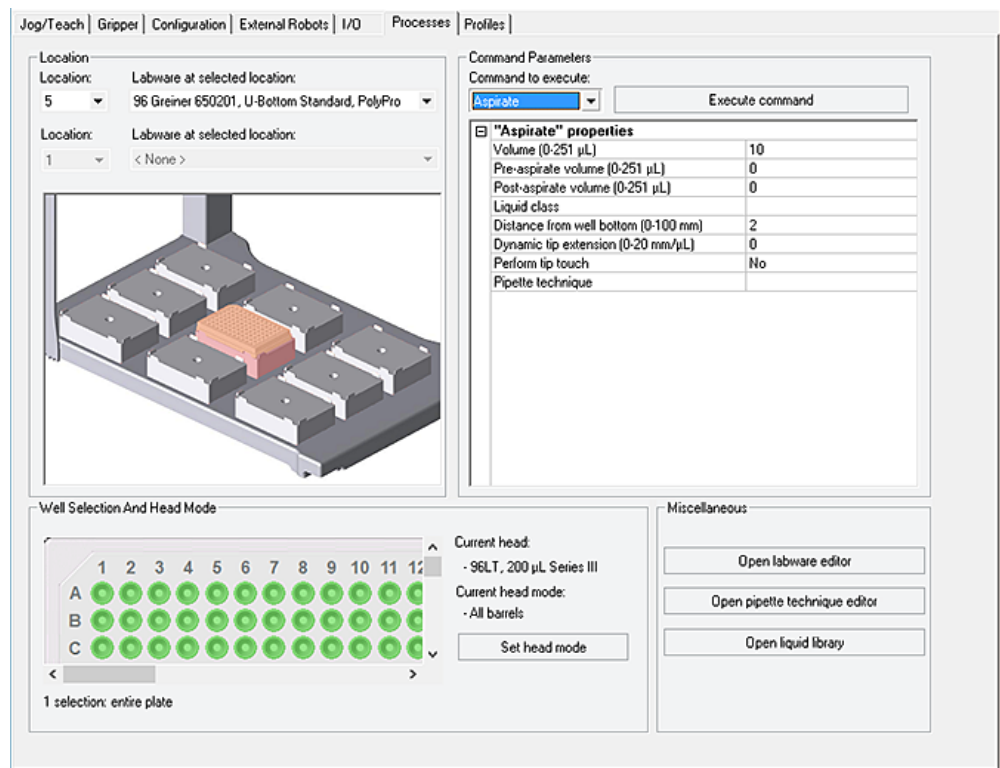 Jog/Teach Gripper Configuration External Robots I/O Processes Profiles
Location
Location: Labware at selected location:
5 96 Greiner 650201, U-Bottom Standard, PolyPro
Location: Labware at selected location:
1 < None >
Command Parameters
Command to execute:
Aspirate Execute command
"Aspirate" properties
Volume (0-251 µL) 10
Pre-aspirate volume (0-251 µL) 0
Post-aspirate volume (0-251 µL) 0
Liquid class
Distance from well bottom (0-100 mm) 2
Dynamic tip extension (0-20 mm/µL) 0
Perform tip touch No
Pipette technique
Well Selection And Head Mode
1 2 3 4 5 6 7 8 9 10 11 12
A
B
C
1 selection: entire plate
Current head:
- 96LT, 200 µL Series III
Current head mode:
- All barrels
Set head mode
Miscellaneous
Open labware editor
Open pipette technique editor
Open liquid library